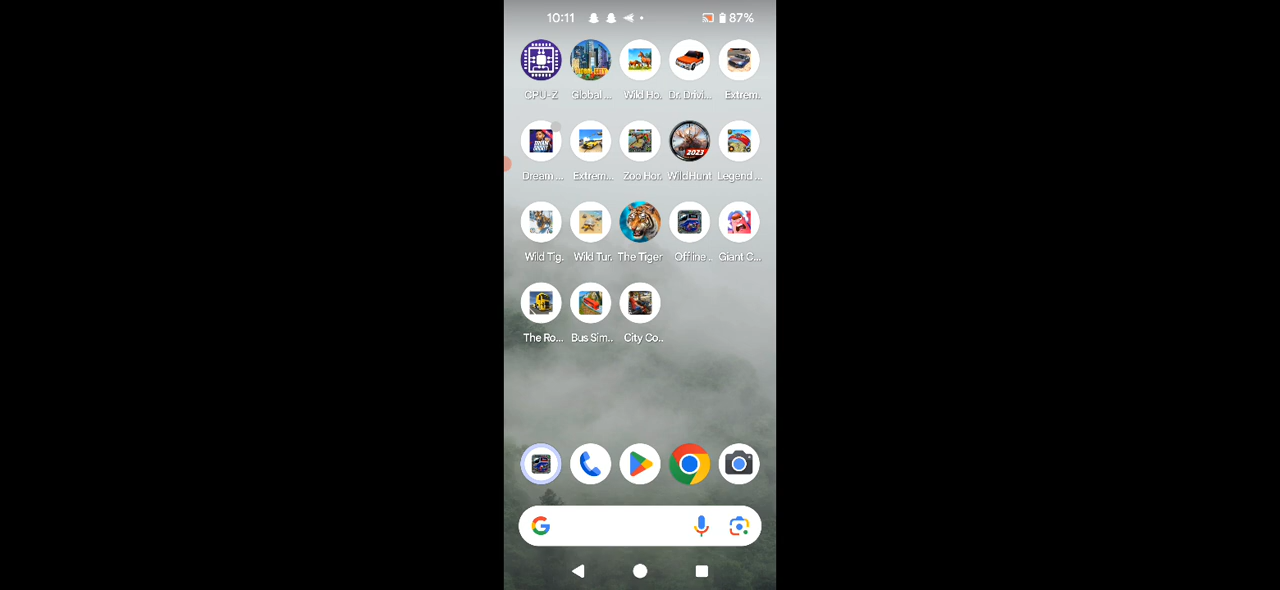 10:11 87%
CPU-Z Global ... Wild Ho. Dr. Drivi... Extrem.
Dream ... Extrem... Zoo Hor. WildHunt Legend ..
2023
Wild Tig. Wild Tur. The Tiger Offline .. Giant C...
The Ro... Bus Sim.. City Co..